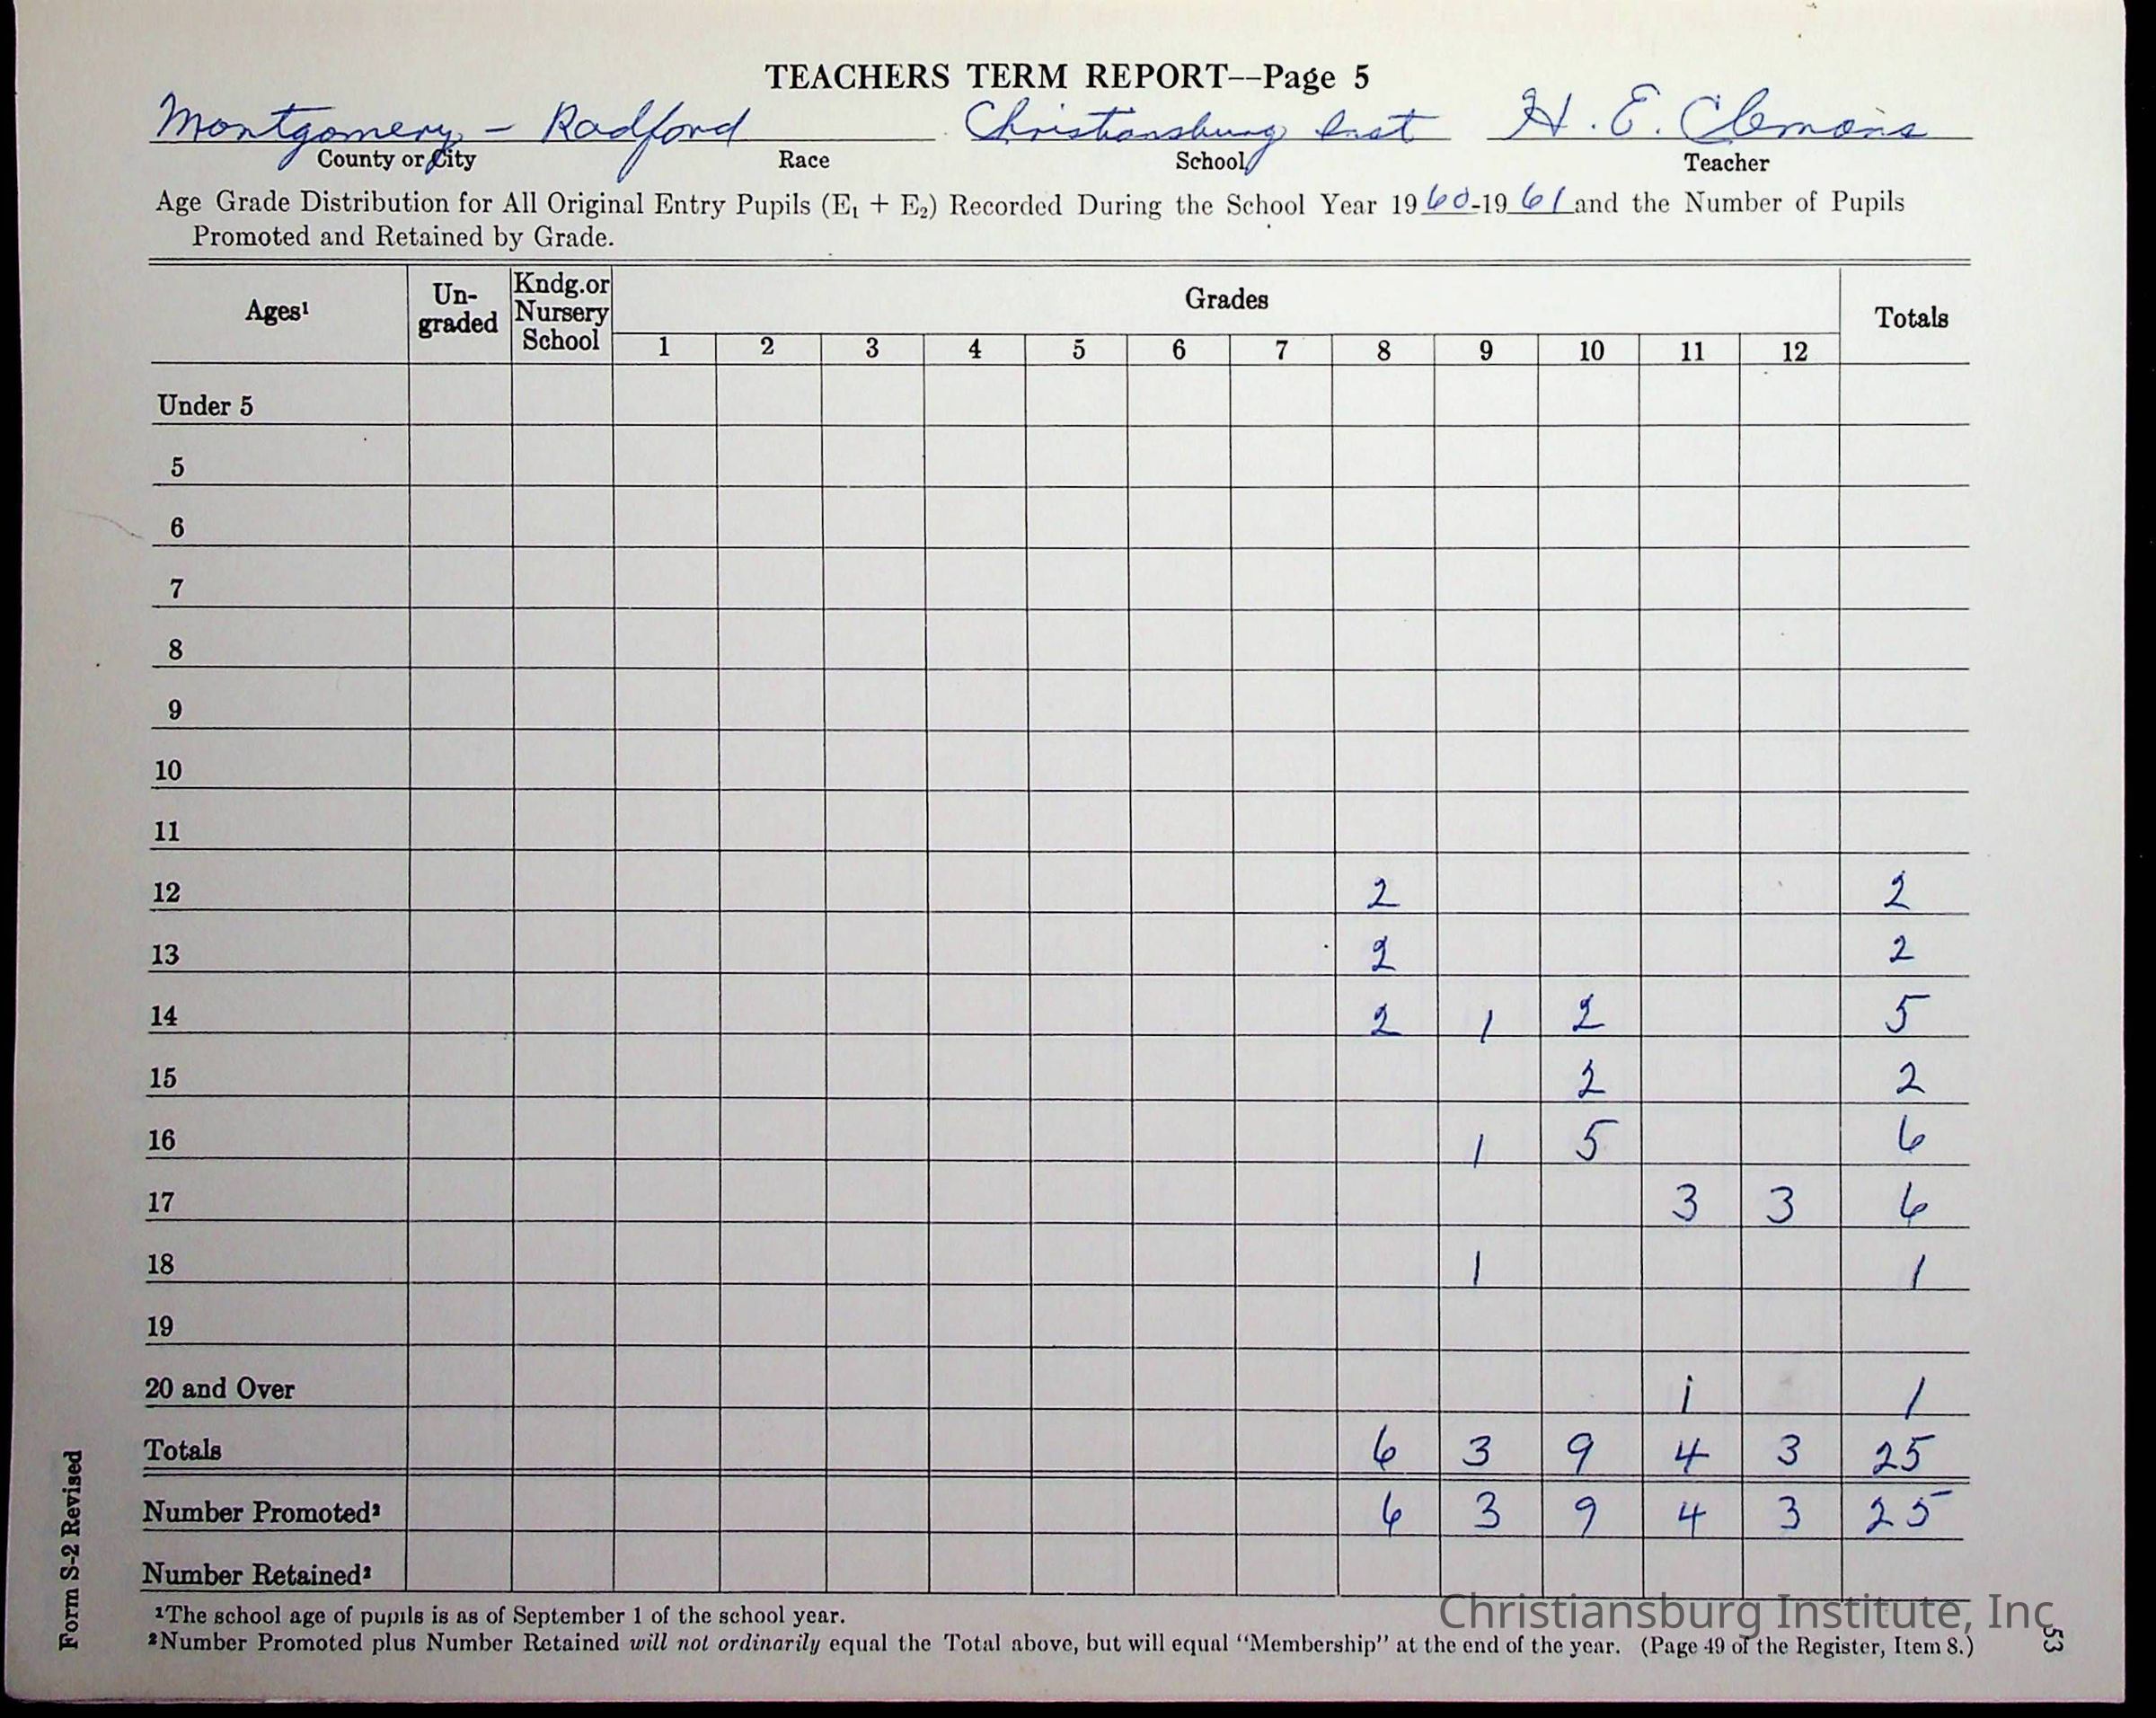 TEACHERS TERM REPORT--Page 5
Montgomery - Radford Christiansburg Inst H. E. Clemons
County or City Race School Teacher
Age Grade Distribution for All Original Entry Pupils (E₁ + E₂) Recorded During the School Year 1960-1961 and the Number of Pupils
Promoted and Retained by Grade.
Ages¹ Un-graded Kndg.or Nursery School Grades Totals
1 2 3 4 5 6 7 8 9 10 11 12
Under 5
5
6
7
8
9
10
11
12 2 2
13 2 2
14 2 1 2 5
15 2 2
16 1 5 6
17 3 3 6
18 1 1
19
20 and Over 1 1
Totals 6 3 9 4 3 25
Number Promoted² 6 3 9 4 3 25
Number Retained²
¹The school age of pupils is as of September 1 of the school year.
²Number Promoted plus Number Retained will not ordinarily equal the Total above, but will equal "Membership" at the end of the year. (Page 49 of the Register, Item 8.)
Form S-2 Revised
53
Christiansburg Institute, Inc